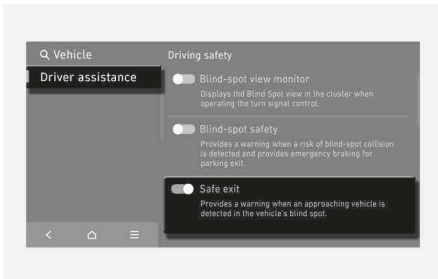 Vehicle
Driving safety
Driver assistance
Blind-spot view monitor
Displays thd Blind Spot view in the cluster when
operating the turn signal control.
Blind-spot safety
Provides a warning when a risk of blind-spot collision
is detected and provides emergency braking for
parking exit.
Safe exit
Provides a warning when an approaching vehicle is
detected in the vehicle's blind spot.